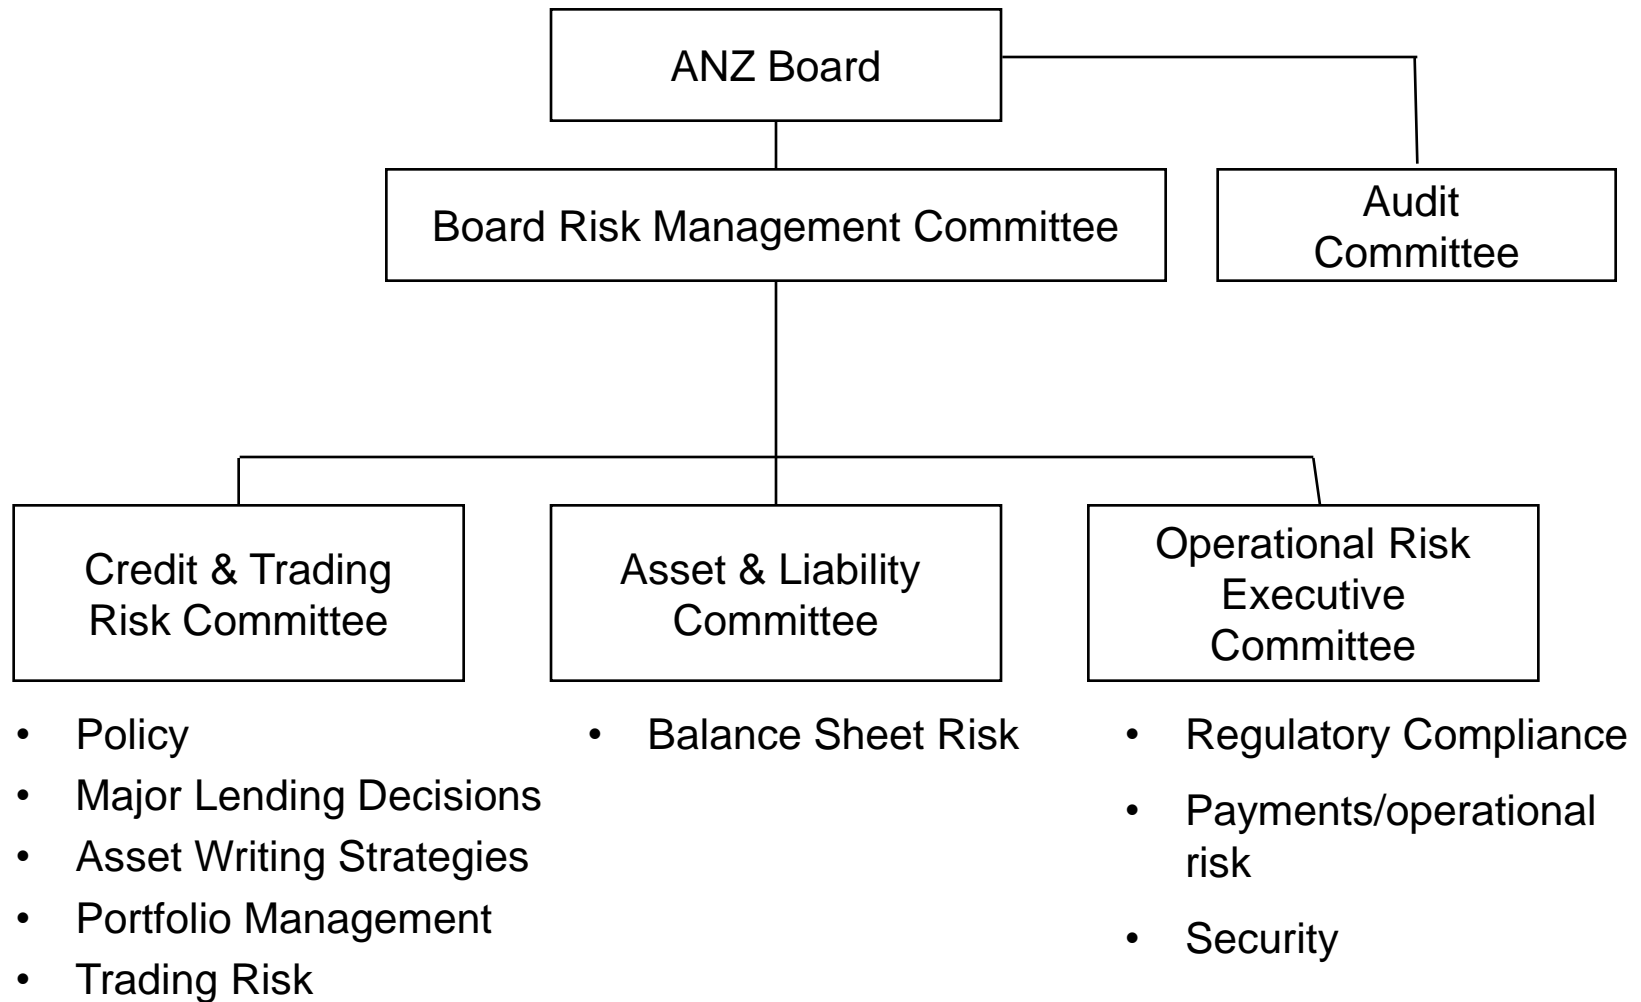 ANZ Board
Board Risk Management Committee
Audit
Committee
Credit & Trading
Risk Committee
Asset & Liability
Committee
Operational Risk
Executive
Committee
• Policy
• Major Lending Decisions
• Asset Writing Strategies
• Portfolio Management
• Trading Risk
• Balance Sheet Risk
• Regulatory Compliance
• Payments/operational
risk
• Security